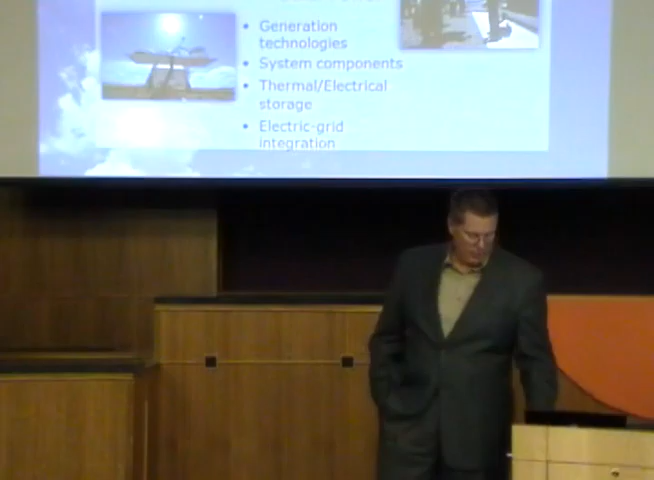 • Generation
technologies
• System components
• Thermal/Electrical
storage
• Electric-grid
integration